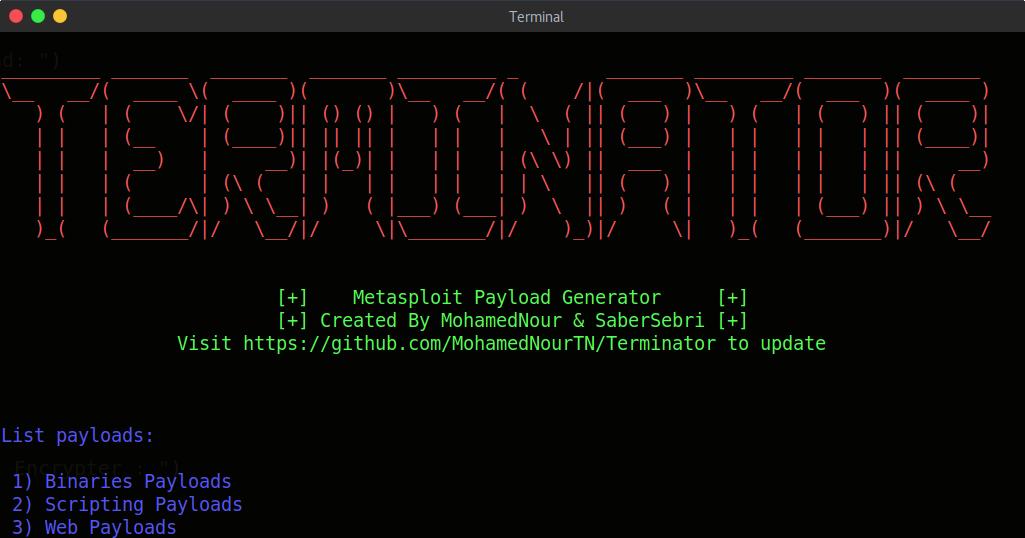 Terminal
d: ")
TERMINATOR
[+] Metasploit Payload Generator [+]
[+] Created By MohamedNour & SaberSebri [+]
Visit https://github.com/MohamedNourTN/Terminator to update
List payloads:
Encrypter : ")
1) Binaries Payloads
2) Scripting Payloads
3) Web Payloads